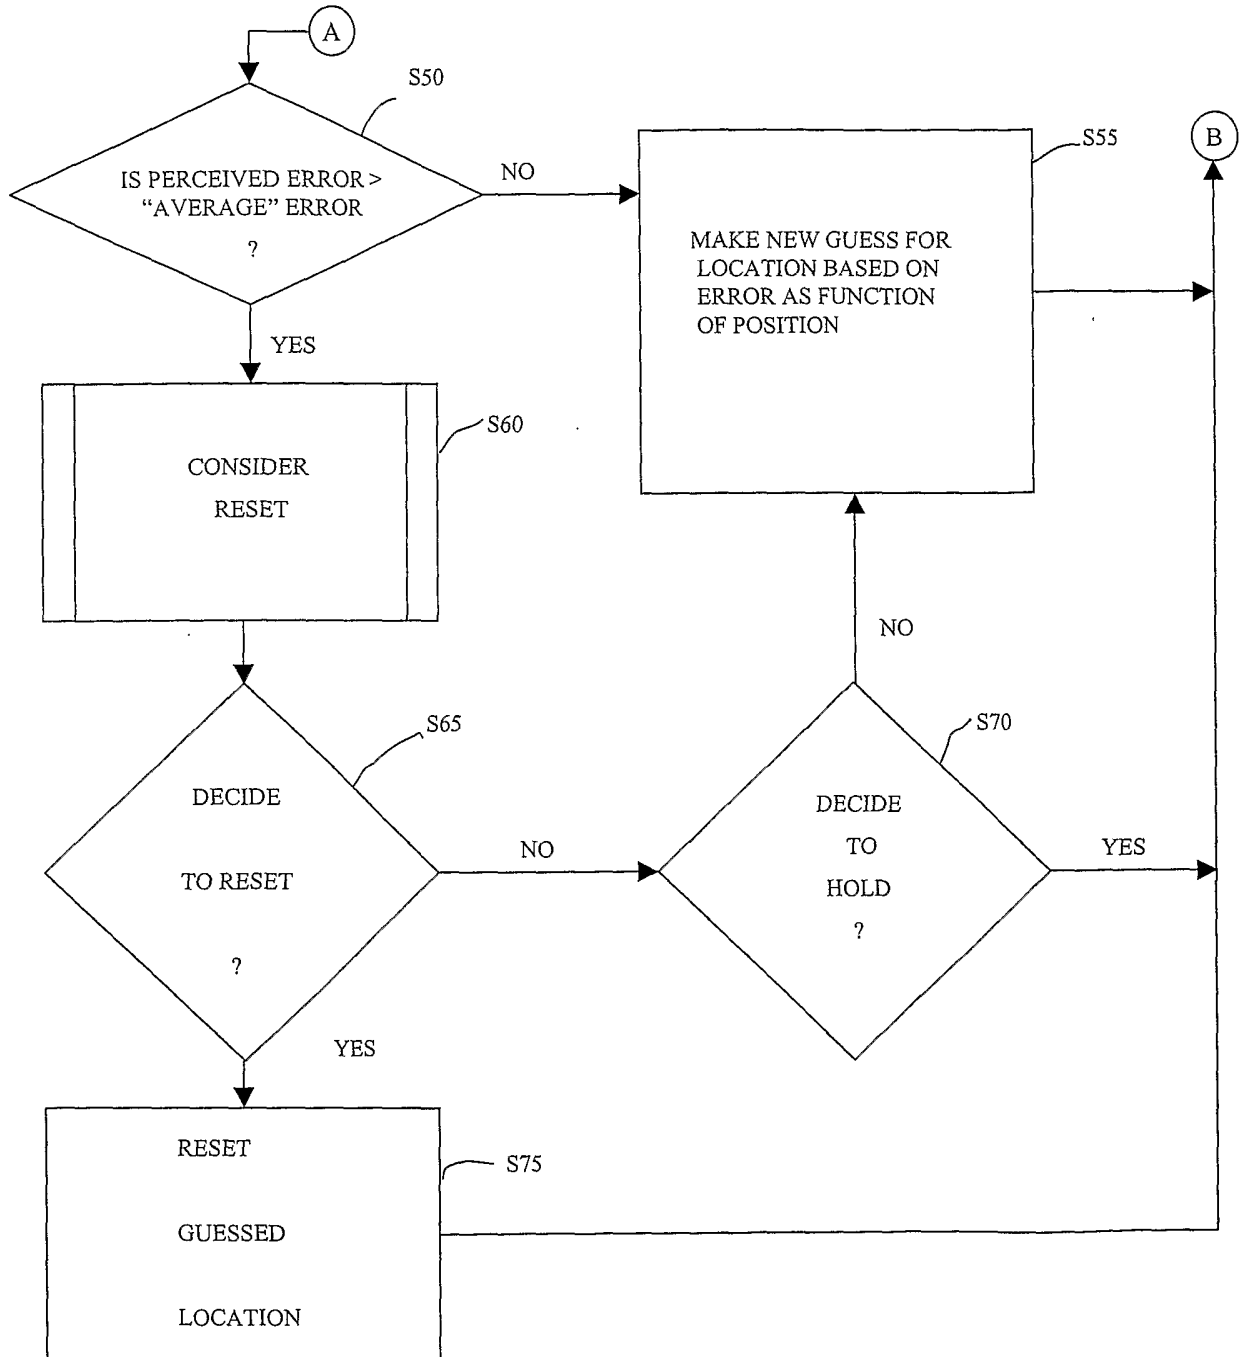 A
S50
IS PERCEIVED ERROR >
“AVERAGE” ERROR
?
NO
YES
S55
MAKE NEW GUESS FOR
LOCATION BASED ON
ERROR AS FUNCTION
OF POSITION
B
S60
CONSIDER
RESET
NO
S65
DECIDE
TO RESET
?
NO
YES
S70
DECIDE
TO
HOLD
?
YES
S75
RESET
GUESSED
LOCATION